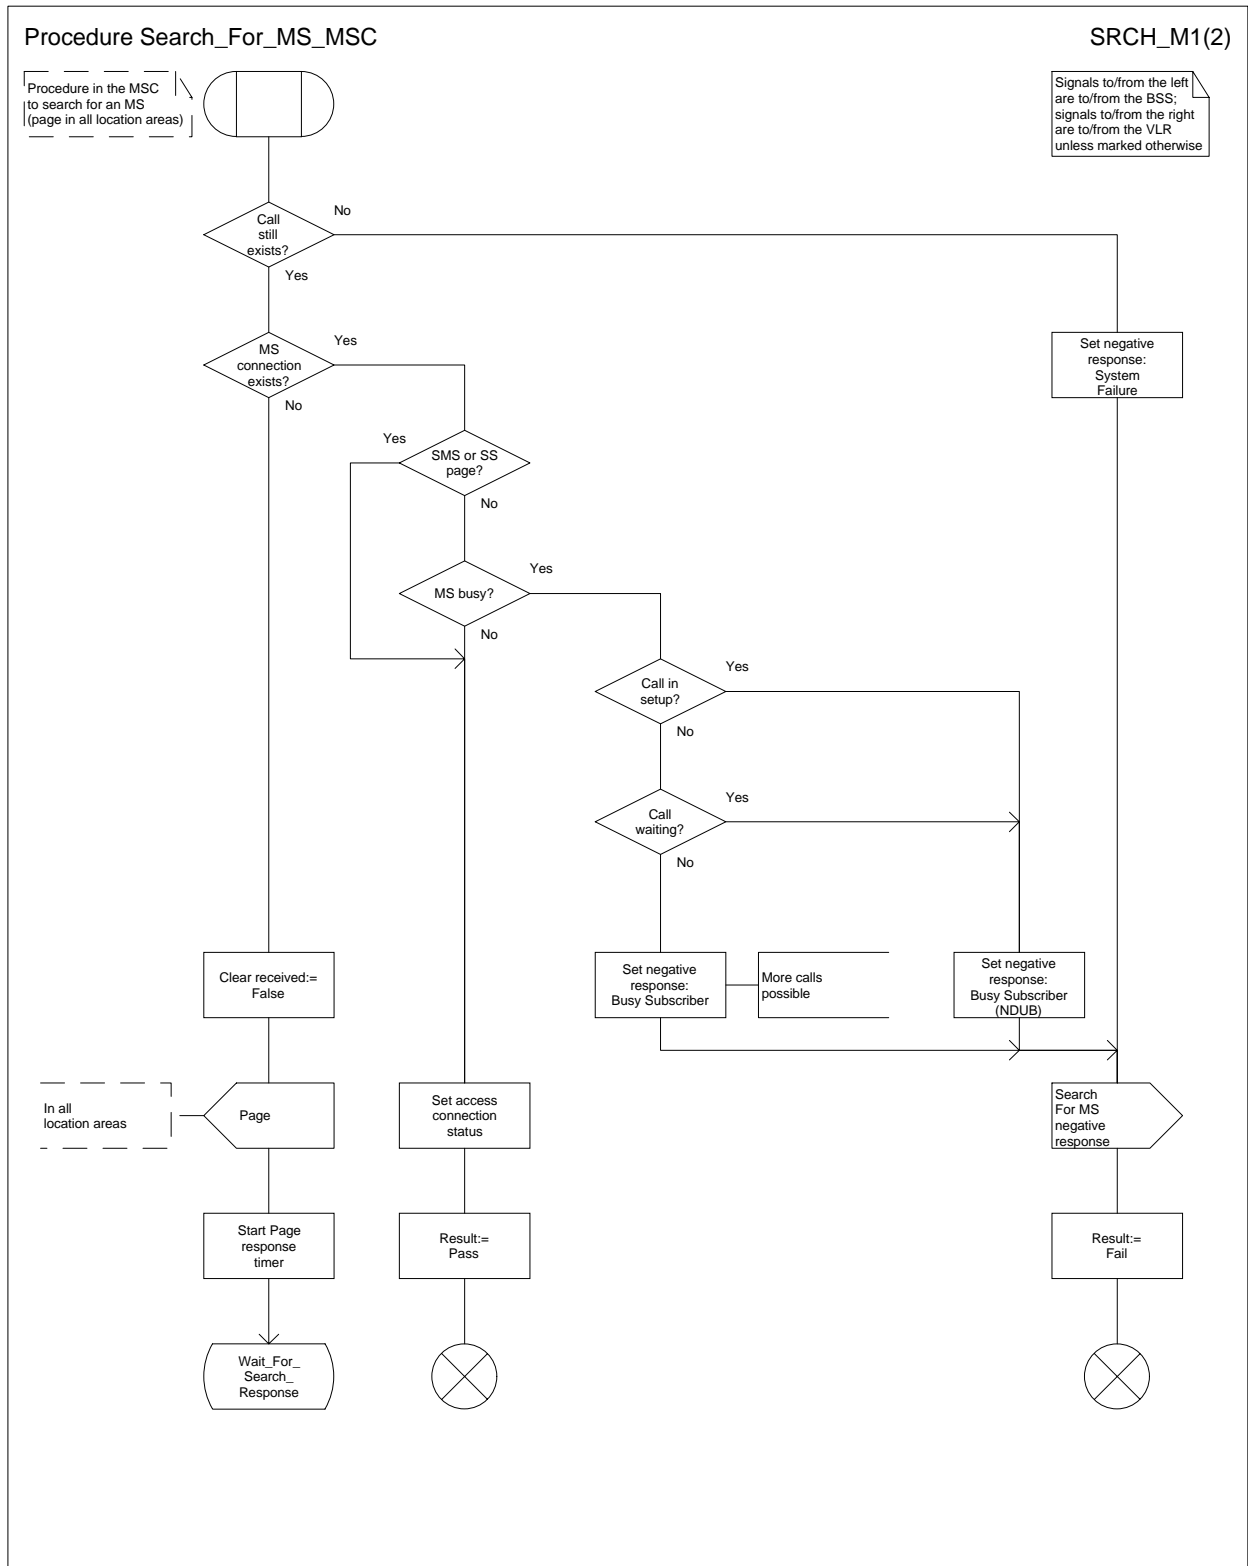 Procedure Search_For_MS_MSC
SRCH_M1(2)
Procedure in the MSC
to search for an MS
(page in all location areas)
Signals to/from the left
are to/from the BSS;
signals to/from the right
are to/from the VLR
unless marked otherwise
Call
still
exists?
No
Yes
MS
connection
exists?
Yes
No
Set negative
response:
System
Failure
SMS or SS
page?
Yes
No
MS busy?
Yes
No
Call in
setup?
Yes
No
Call
waiting?
Yes
No
Clear received:=
False
Set negative
response:
Busy Subscriber
More calls
possible
Set negative
response:
Busy Subscriber
(NDUB)
In all
location areas
Page
Set access
connection
status
Search
For MS
negative
response
Start Page
response
timer
Result:=
Pass
Result:=
Fail
Wait_For_
Search_
Response